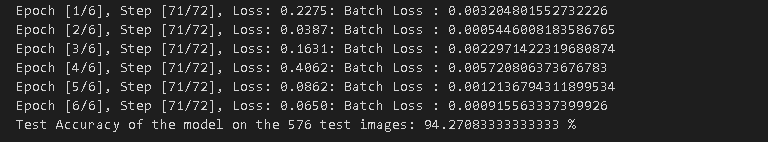 Epoch [1/6], Step [71/72], Loss: 0.2275: Batch Loss : 0.003204801552732226
Epoch [2/6], Step [71/72], Loss: 0.0387: Batch Loss : 0.0005446008183586765
Epoch [3/6], Step [71/72], Loss: 0.1631: Batch Loss : 0.0022971422319680874
Epoch [4/6], Step [71/72], Loss: 0.4062: Batch Loss : 0.005720806373676783
Epoch [5/6], Step [71/72], Loss: 0.0862: Batch Loss : 0.0012136794311899534
Epoch [6/6], Step [71/72], Loss: 0.0650: Batch Loss : 0.000915563337399926
Test Accuracy of the model on the 576 test images: 94.27083333333333 %